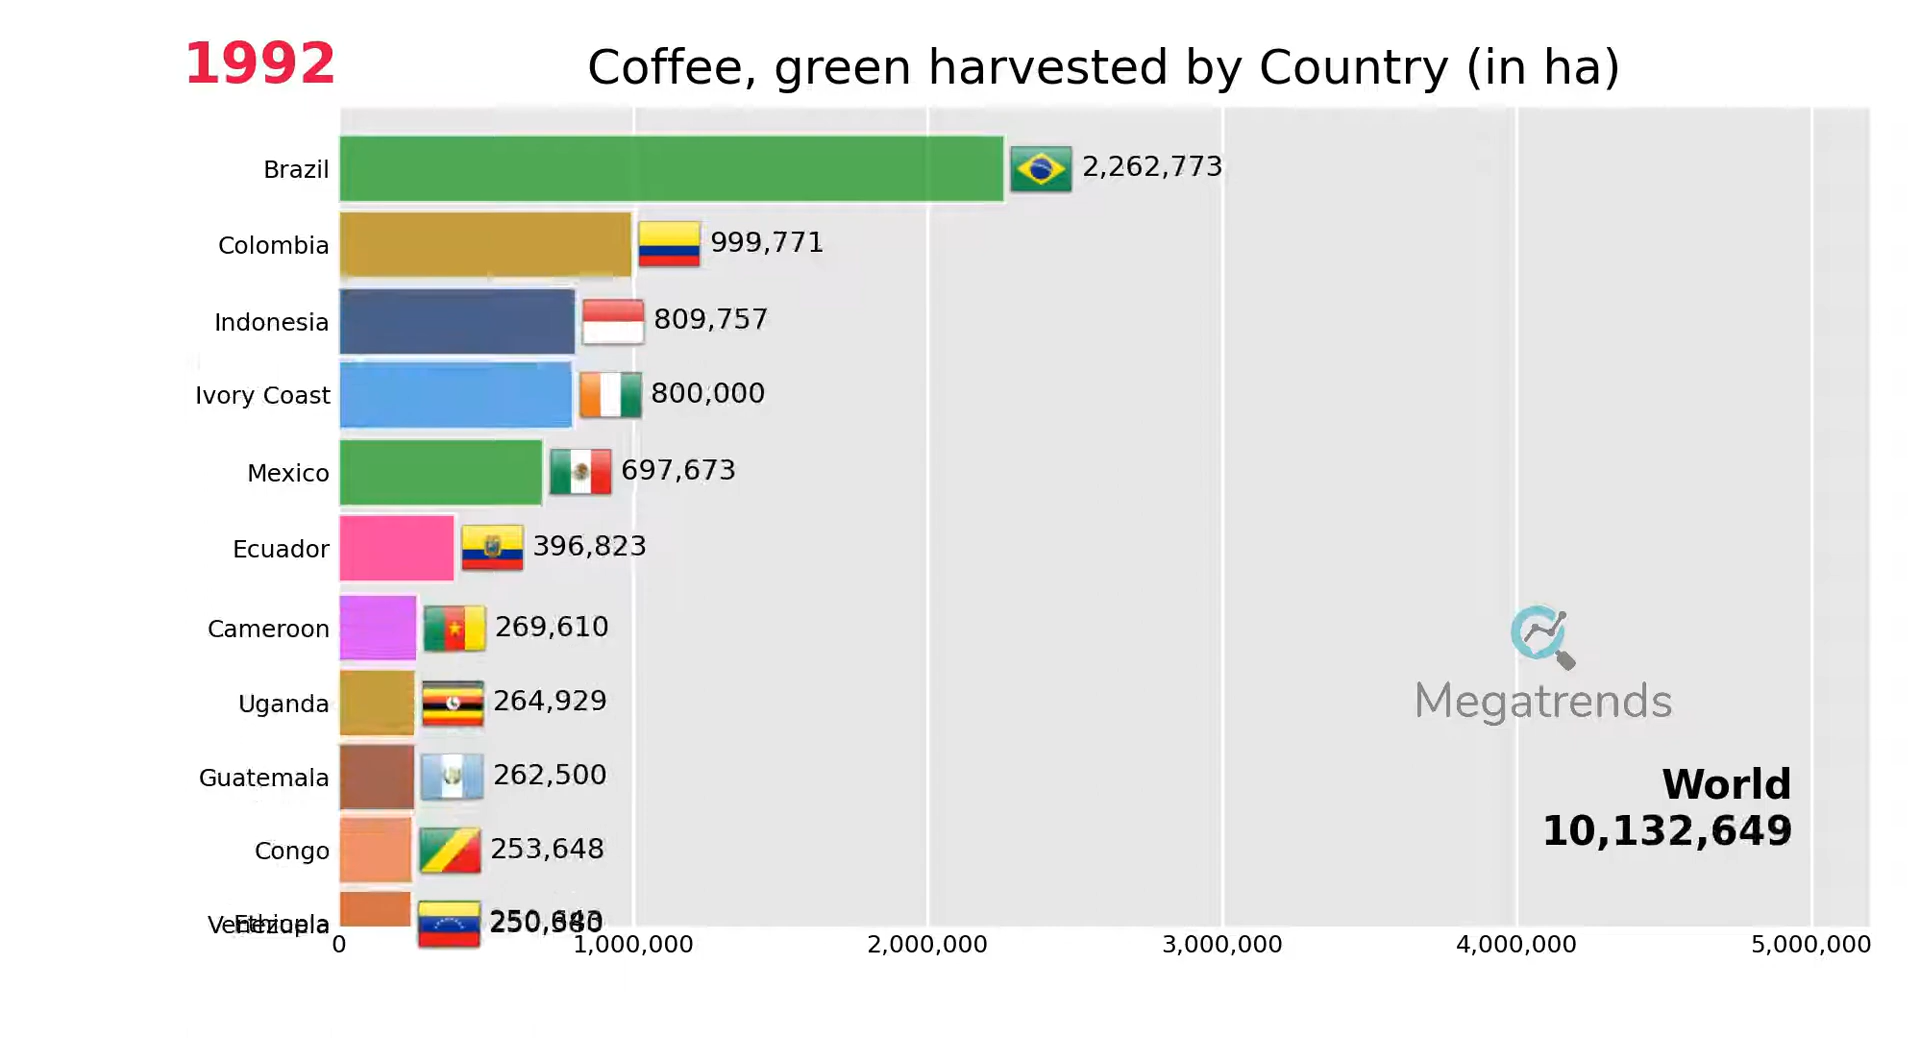 1992
Coffee, green harvested by Country (in ha)
Brazil 2,262,773
Colombia 999,771
Indonesia 809,757
Ivory Coast 800,000
Mexico 697,673
Ecuador 396,823
Cameroon 269,610
Uganda 264,929
Guatemala 262,500
Congo 253,648
Megatrends
World
10,132,649
0 1,000,000 2,000,000 3,000,000 4,000,000 5,000,000